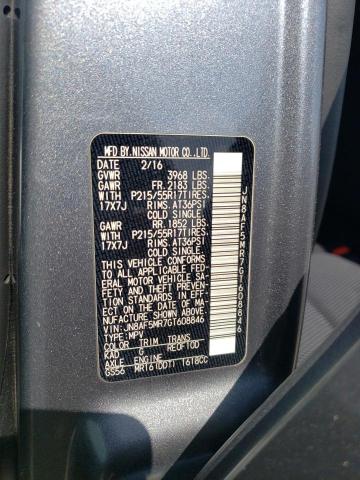 MFD BY.NISSAN MOTOR CO.,LTD
DATE 2/16
GVWR 3968 LBS.
GAWR FR.2183 LBS.
WITH P215/55R17TIRES.
17X7J RIMS.AT36PSI
COLD SINGLE.
GAWR RR.1852 LBS.
WITH P215/55R17TIRES.
17X7J RIMS.AT36PSI
COLD SINGLE.
THIS VEHICLE CONFORMS
TO ALL APPLICABLE FED-
ERAL MOTOR VEHICLE SA-
FETY AND THEFT PREVEN-
TION STANDARDS IN EFF-
ECT ON THE DATE OF MA-
NUFACTURE SHOWN ABOVE.
VIN:JN8AF5MR7GT608846
TYPE:MPV
COLOR TRIM TRANS
KAD G RE0F10D
AXLE ENGINE
GS56 MR16(DDT) 1618CC
JN8AF5MR7GT608846